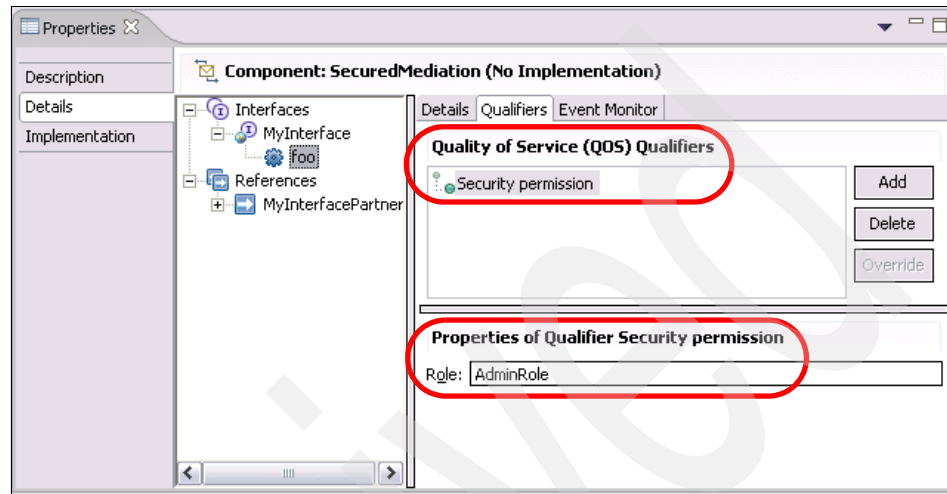 Properties
Component: SecuredMediation (No Implementation)
Description
Details
Implementation
Interfaces
MyInterface
foo
References
MyInterfacePartner
Details Qualifiers Event Monitor
Quality of Service (QOS) Qualifiers
Security permission
Add
Delete
Override
Properties of Qualifier Security permission
Role: AdminRole